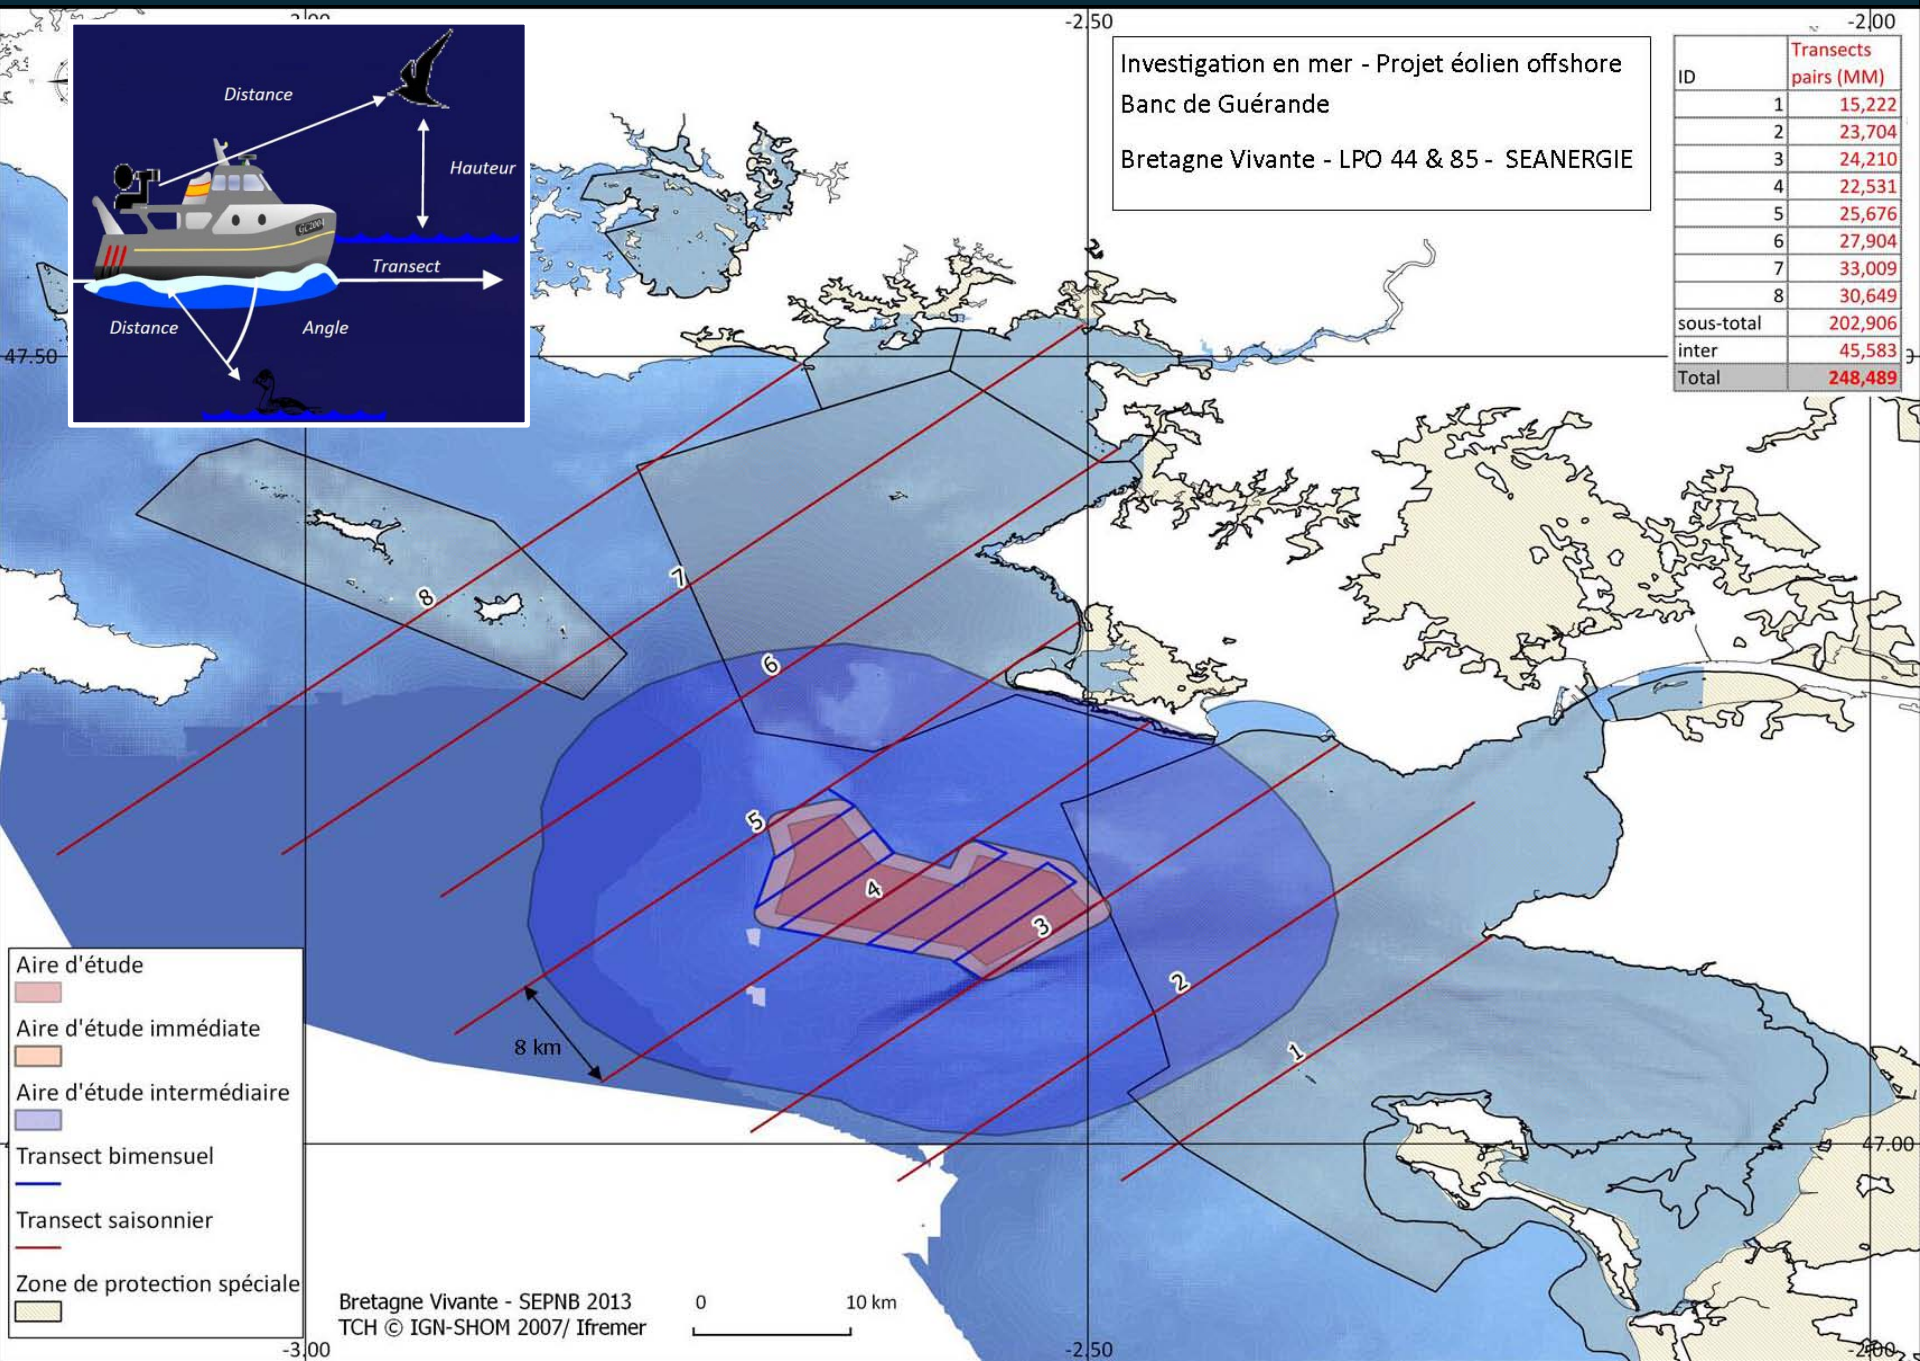 -3.00
-2.50
-2.00
Distance
Hauteur
Transect
Distance
Angle
Investigation en mer - Projet éolien offshore
Banc de Guérande
Bretagne Vivante - LPO 44 & 85 - SEANERGIE
ID Transects pairs (MM)
1 15,222
2 23,704
3 24,210
4 22,531
5 25,676
6 27,904
7 33,009
8 30,649
sous-total 202,906
inter 45,583
Total 248,489
47.50
8
7
6
5
4
3
2
1
8 km
47.00
Aire d'étude
Aire d'étude immédiate
Aire d'étude intermédiaire
Transect bimensuel
Transect saisonnier
Zone de protection spéciale
Bretagne Vivante - SEPNB 2013
TCH © IGN-SHOM 2007/ Ifremer
0 10 km
-3.00
-2.50
-2.00